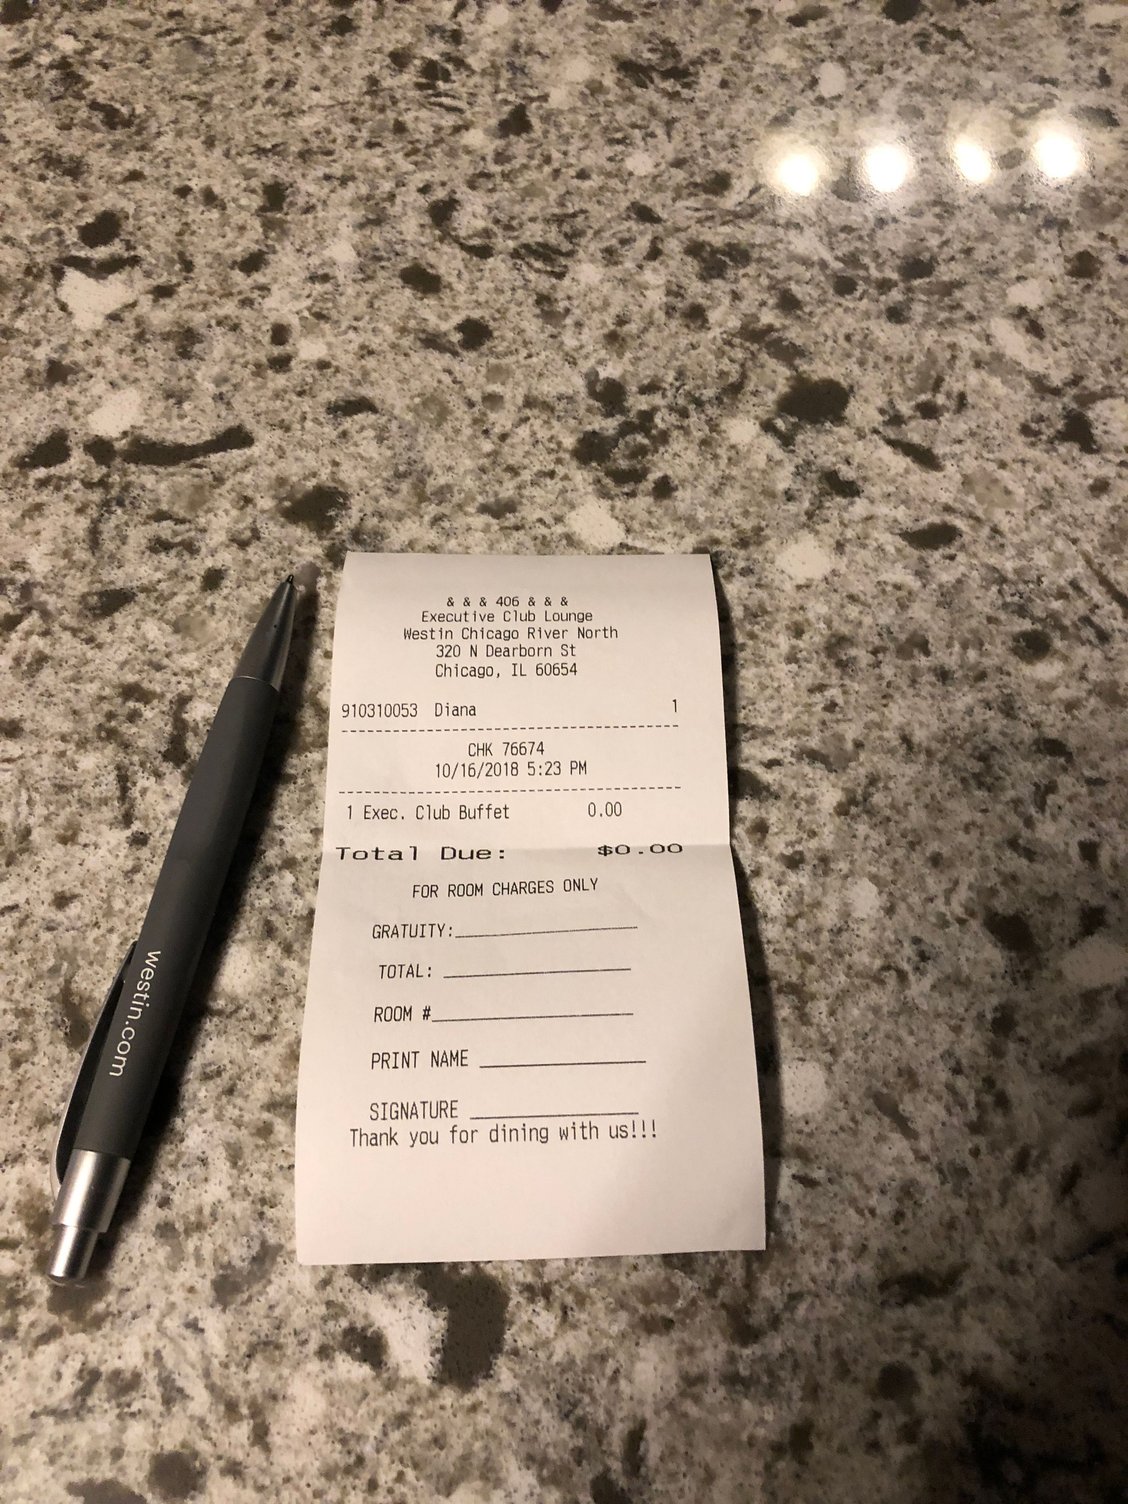 & & & 406 & & &
Executive Club Lounge
Westin Chicago River North
320 N Dearborn St
Chicago, IL 60654
910310053 Diana 1
CHK 76674
10/16/2018 5:23 PM
1 Exec. Club Buffet 0.00
Total Due: $0.00
FOR ROOM CHARGES ONLY
GRATUITY:
TOTAL:
ROOM #
PRINT NAME
SIGNATURE
Thank you for dining with us!!!
westin.com